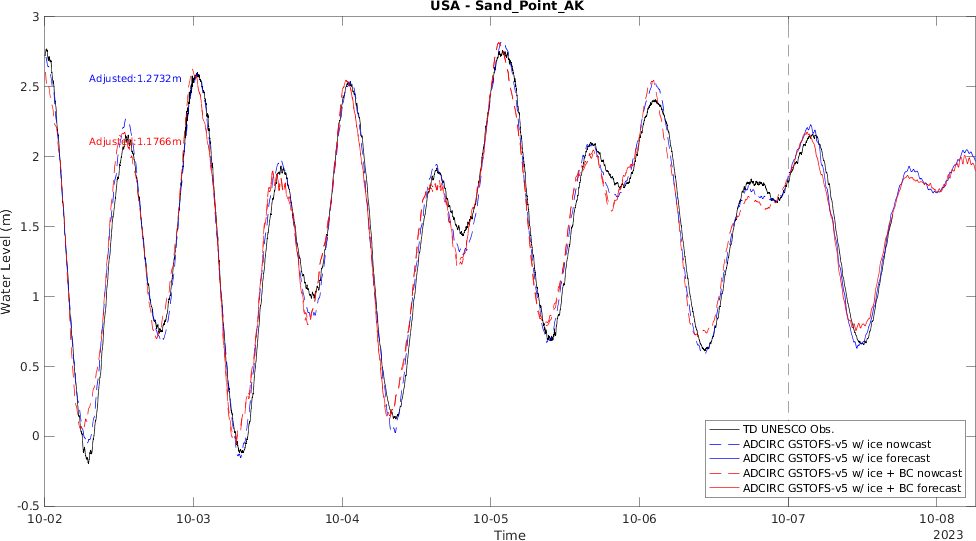 USA - Sand_Point_AK
3
2.5
2
1.5
1
0.5
0
-0.5
Water Level (m)
Adjusted:1.2732m
Adjusted:1.1766m
TD UNESCO Obs.
ADCIRC GSTOFS-v5 w/ ice nowcast
ADCIRC GSTOFS-v5 w/ ice forecast
ADCIRC GSTOFS-v5 w/ ice + BC nowcast
ADCIRC GSTOFS-v5 w/ ice + BC forecast
10-02 10-03 10-04 10-05 10-06 10-07 10-08
Time
2023